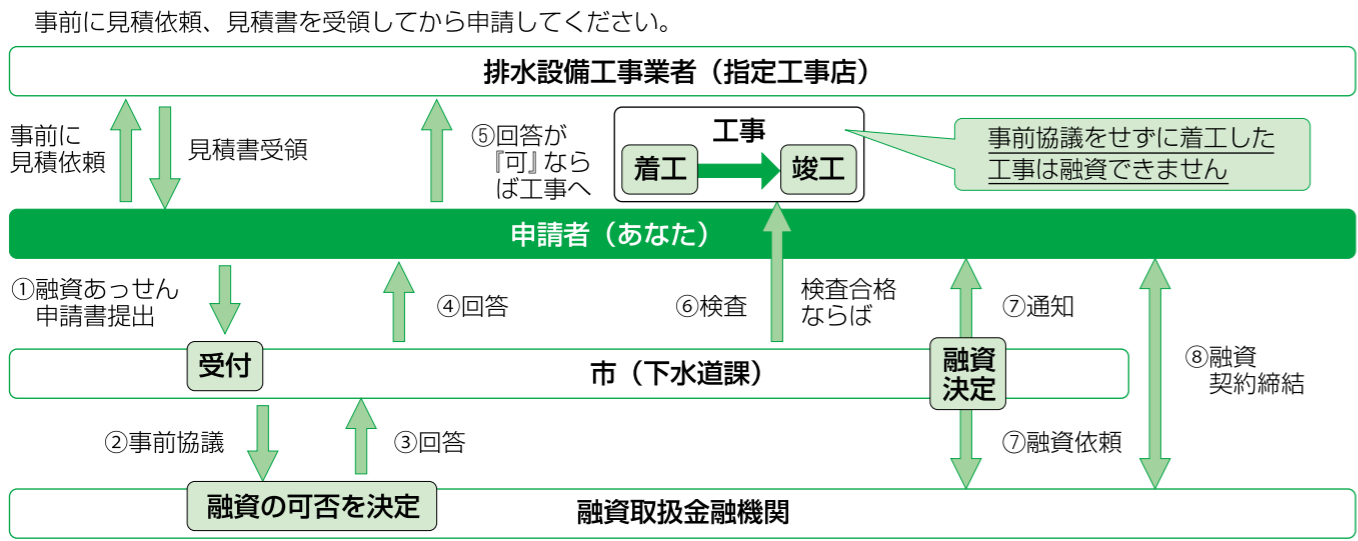 事前に見積依頼、見積書を受領してから申請してください。
排水設備工事業者（指定工事店）
事前に
見積依頼
見積書受領
⑤回答が
『可』なら
ば工事へ
工事
着工
竣工
事前協議をせずに着工した
工事は融資できません
申請者（あなた）
①融資あっせん
申請書提出
④回答
⑥検査
検査合格
ならば
⑦通知
⑧融資
契約締結
受付
市（下水道課）
融資
決定
②事前協議
③回答
⑦融資依頼
融資の可否を決定
融資取扱金融機関